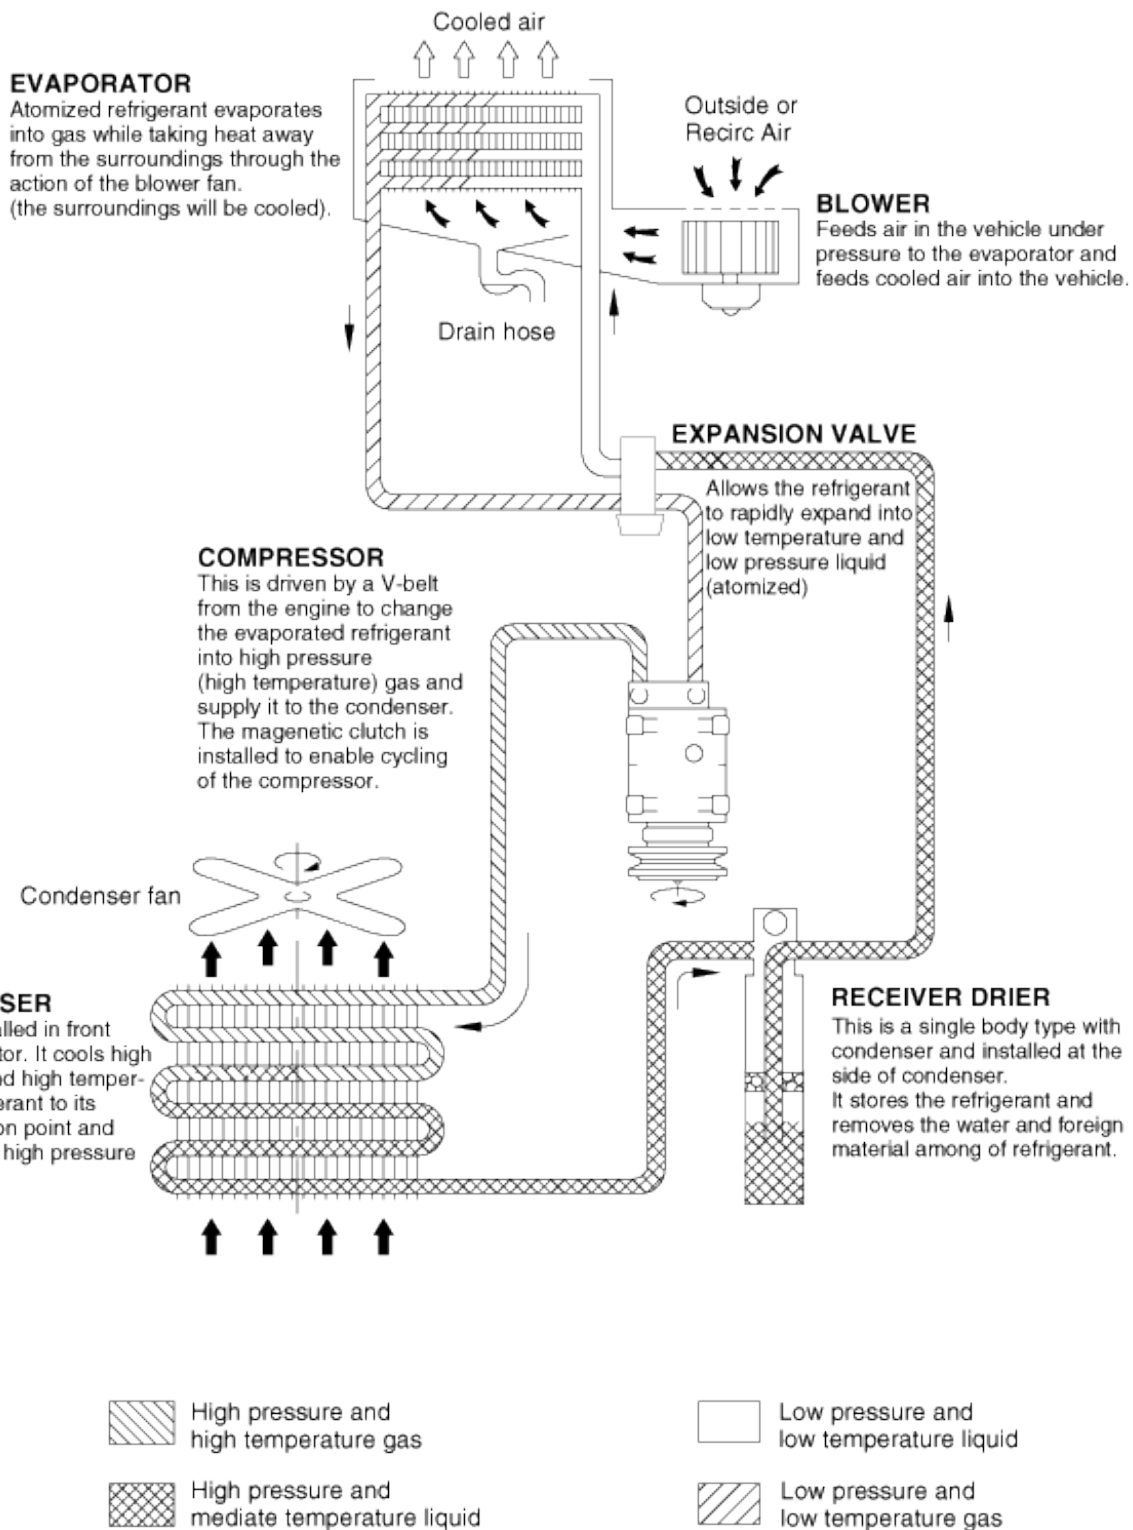 Cooled air
EVAPORATOR
Atomized refrigerant evaporates
into gas while taking heat away
from the surroundings through the
action of the blower fan.
(the surroundings will be cooled).
Outside or
Recirc Air
BLOWER
Feeds air in the vehicle under
pressure to the evaporator and
feeds cooled air into the vehicle.
Drain hose
EXPANSION VALVE
Allows the refrigerant
to rapidly expand into
low temperature and
low pressure liquid
(atomized)
COMPRESSOR
This is driven by a V-belt
from the engine to change
the evaporated refrigerant
into high pressure
(high temperature) gas and
supply it to the condenser.
The magenetic clutch is
installed to enable cycling
of the compressor.
Condenser fan
SER
alled in front
tor. It cools high
nd high temper-
erant to its
on point and
high pressure
RECEIVER DRIER
This is a single body type with
condenser and installed at the
side of condenser.
It stores the refrigerant and
removes the water and foreign
material among of refrigerant.
High pressure and
high temperature gas
Low pressure and
low temperature liquid
High pressure and
mediate temperature liquid
Low pressure and
low temperature gas